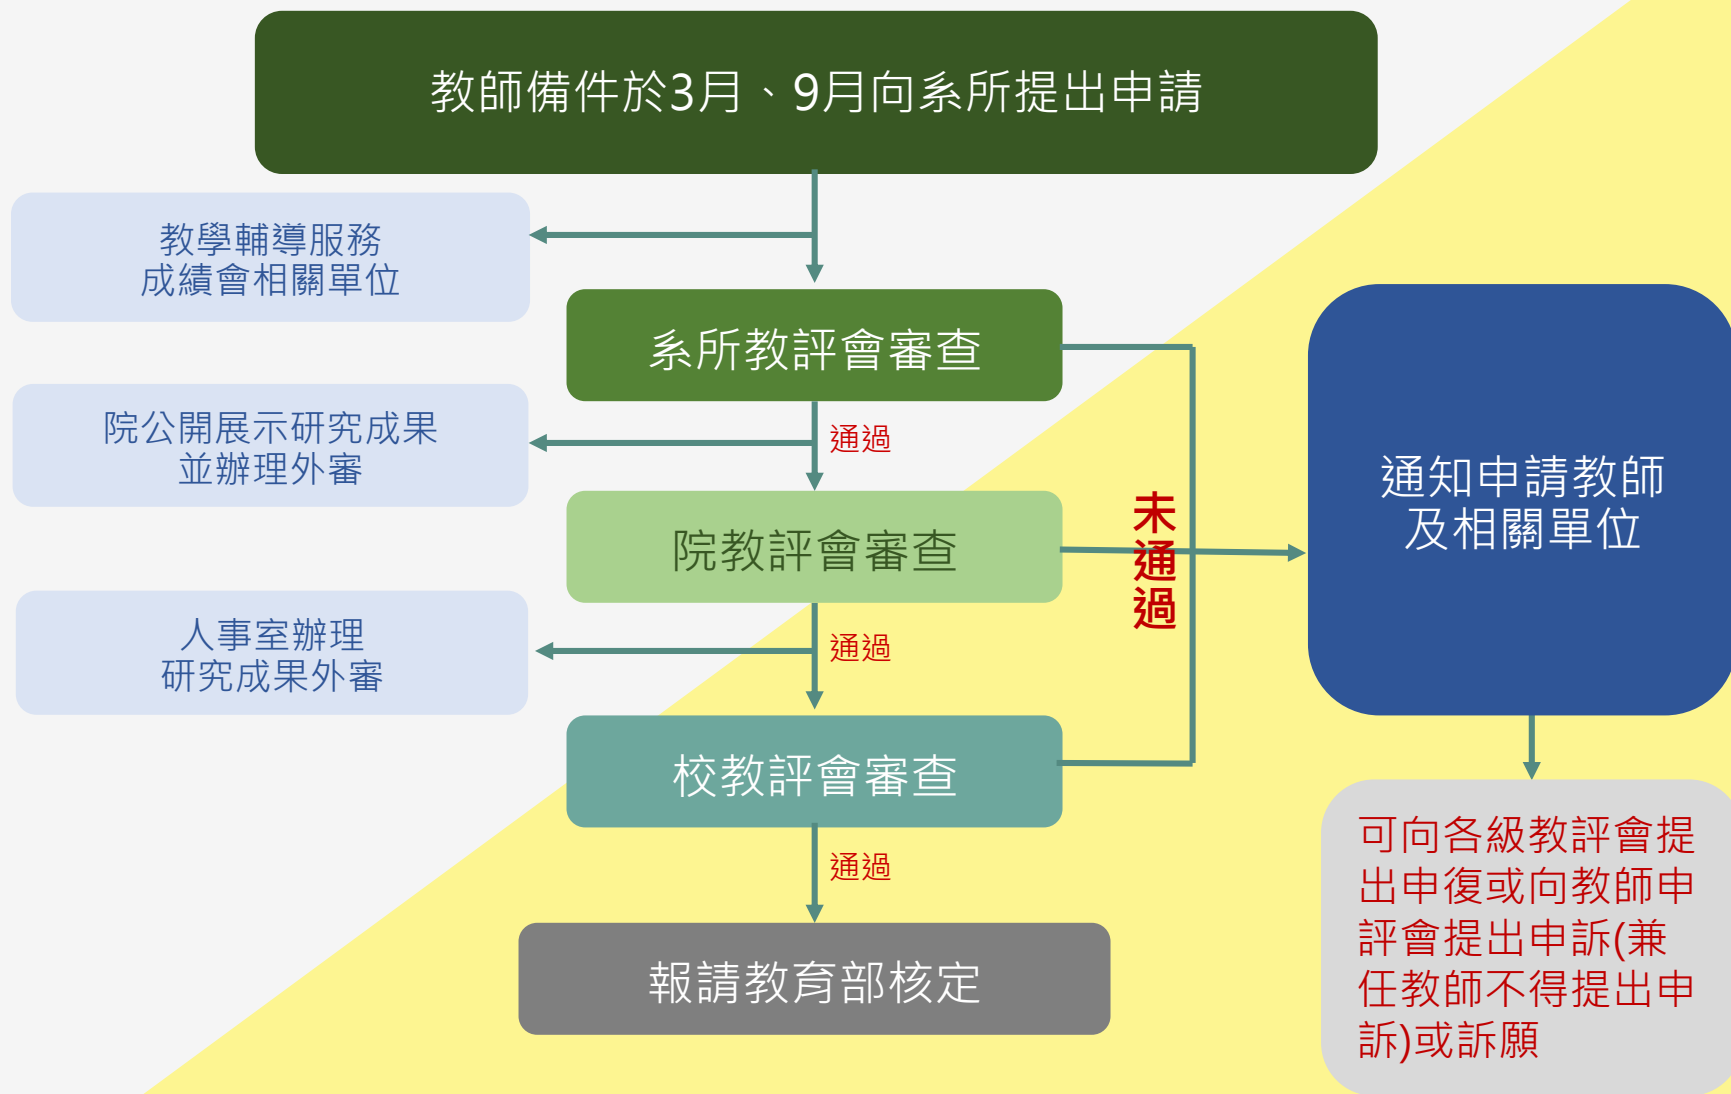 教師備件於3月、9月向系所提出申請
教學輔導服務
成績會相關單位
系所教評會審查
通過
院公開展示研究成果
並辦理外審
院教評會審查
未通過
通知申請教師
及相關單位
通過
人事室辦理
研究成果外審
校教評會審查
通過
報請教育部核定
可向各級教評會提
出申復或向教師申
評會提出申訴(兼
任教師不得提出申
訴)或訴願